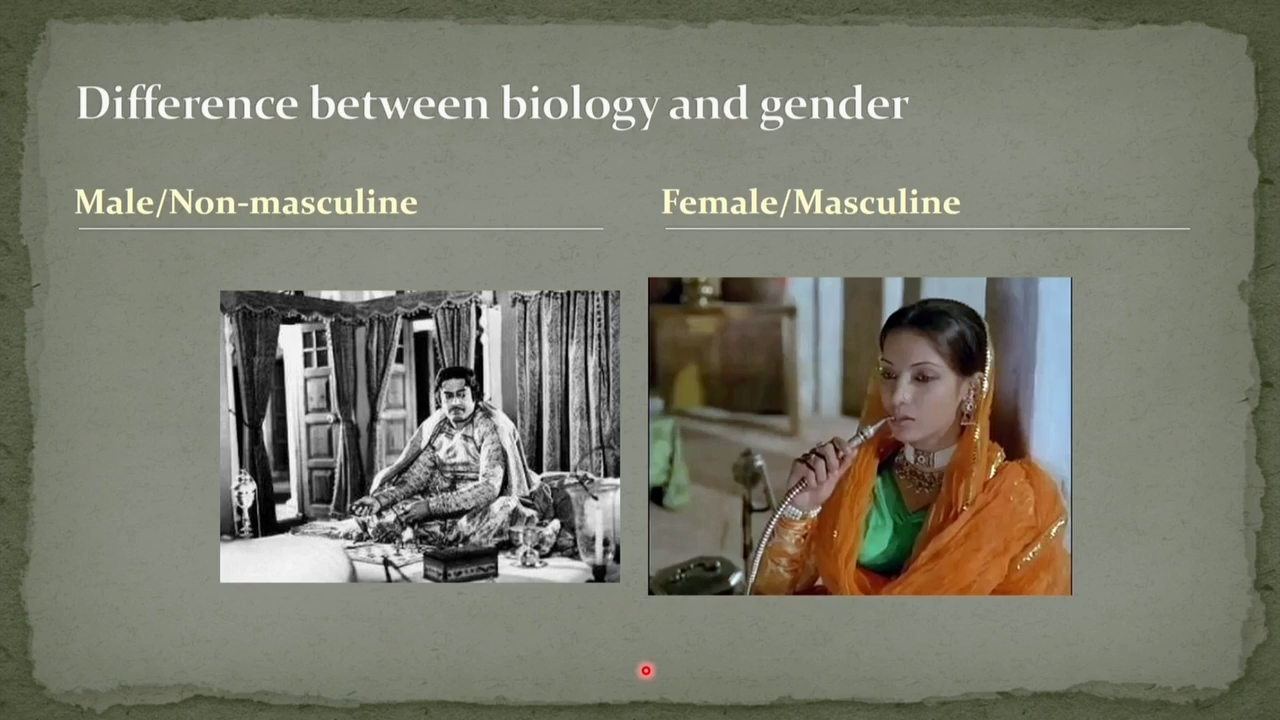 Difference between biology and gender
Male/Non-masculine
Female/Masculine